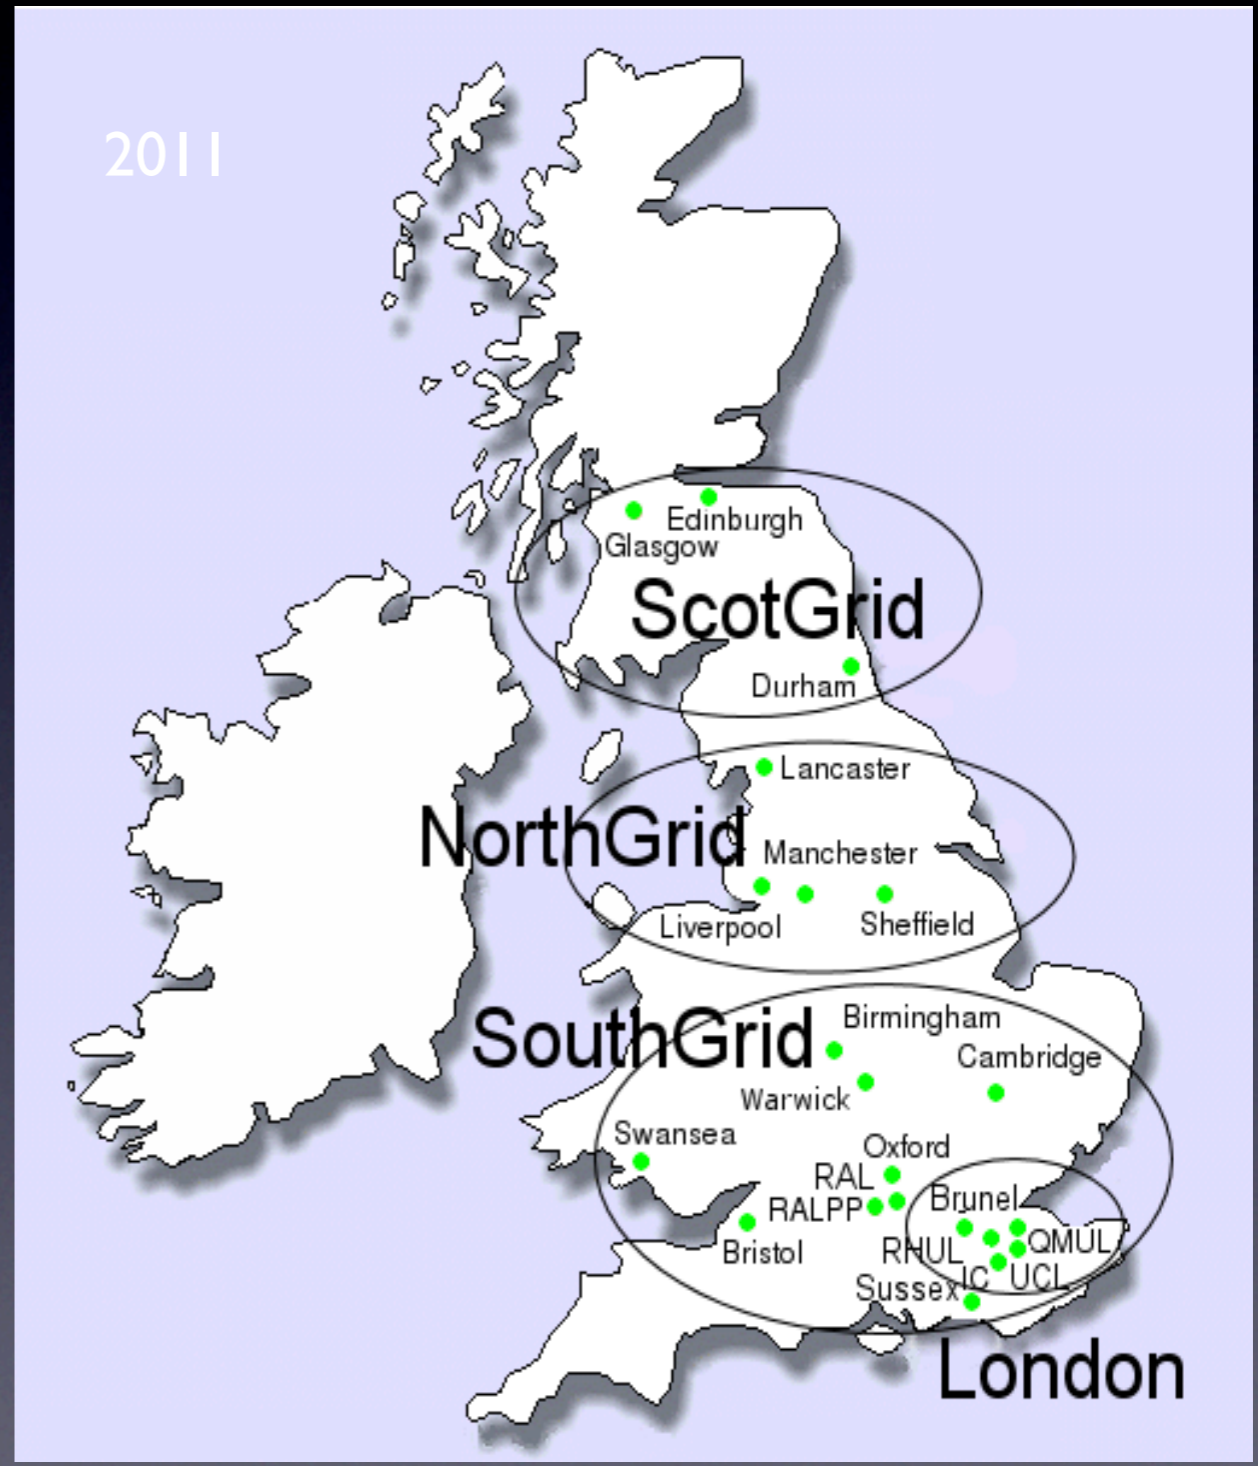 2011
Edinburgh
Glasgow
ScotGrid
Durham
Lancaster
NorthGrid
Manchester
Liverpool
Sheffield
SouthGrid
Birmingham
Cambridge
Warwick
Swansea
Oxford
RAL
Brunel
RALPP
Bristol
RHUL
QMUL
IC
UCL
Sussex
London